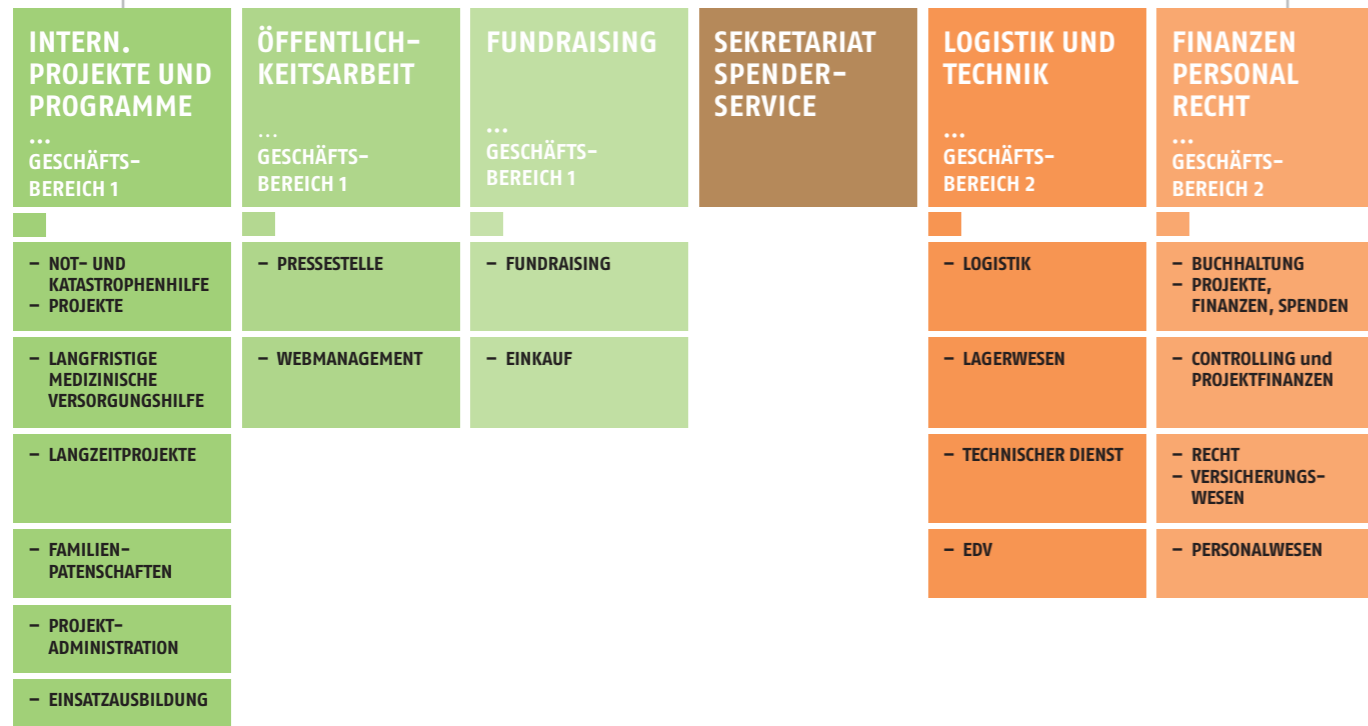 INTERN.
PROJEKTE UND
PROGRAMME
...
GESCHÄFTS-
BEREICH 1
– NOT- UND
KATASTROPHENHILFE
– PROJEKTE
– LANGFRISTIGE
MEDIZINISCHE
VERSORGUNGSHILFE
– LANGZEITPROJEKTE
– FAMILIEN-
PATENSCHAFTEN
– PROJEKT-
ADMINISTRATION
– EINSATZAUSBILDUNG
ÖFFENTLICH-
KEITSARBEIT
...
GESCHÄFTS-
BEREICH 1
– PRESSESTELLE
– WEBMANAGEMENT
FUNDRAISING
...
GESCHÄFTS-
BEREICH 1
– FUNDRAISING
– EINKAUF
SEKRETARIAT
SPENDER-
SERVICE
LOGISTIK UND
TECHNIK
...
GESCHÄFTS-
BEREICH 2
– LOGISTIK
– LAGERWESEN
– TECHNISCHER DIENST
– EDV
FINANZEN
PERSONAL
RECHT
...
GESCHÄFTS-
BEREICH 2
– BUCHHALTUNG
– PROJEKTE,
FINANZEN, SPENDEN
– CONTROLLING und
PROJEKTFINANZEN
– RECHT
– VERSICHERUNGS-
WESEN
– PERSONALWESEN